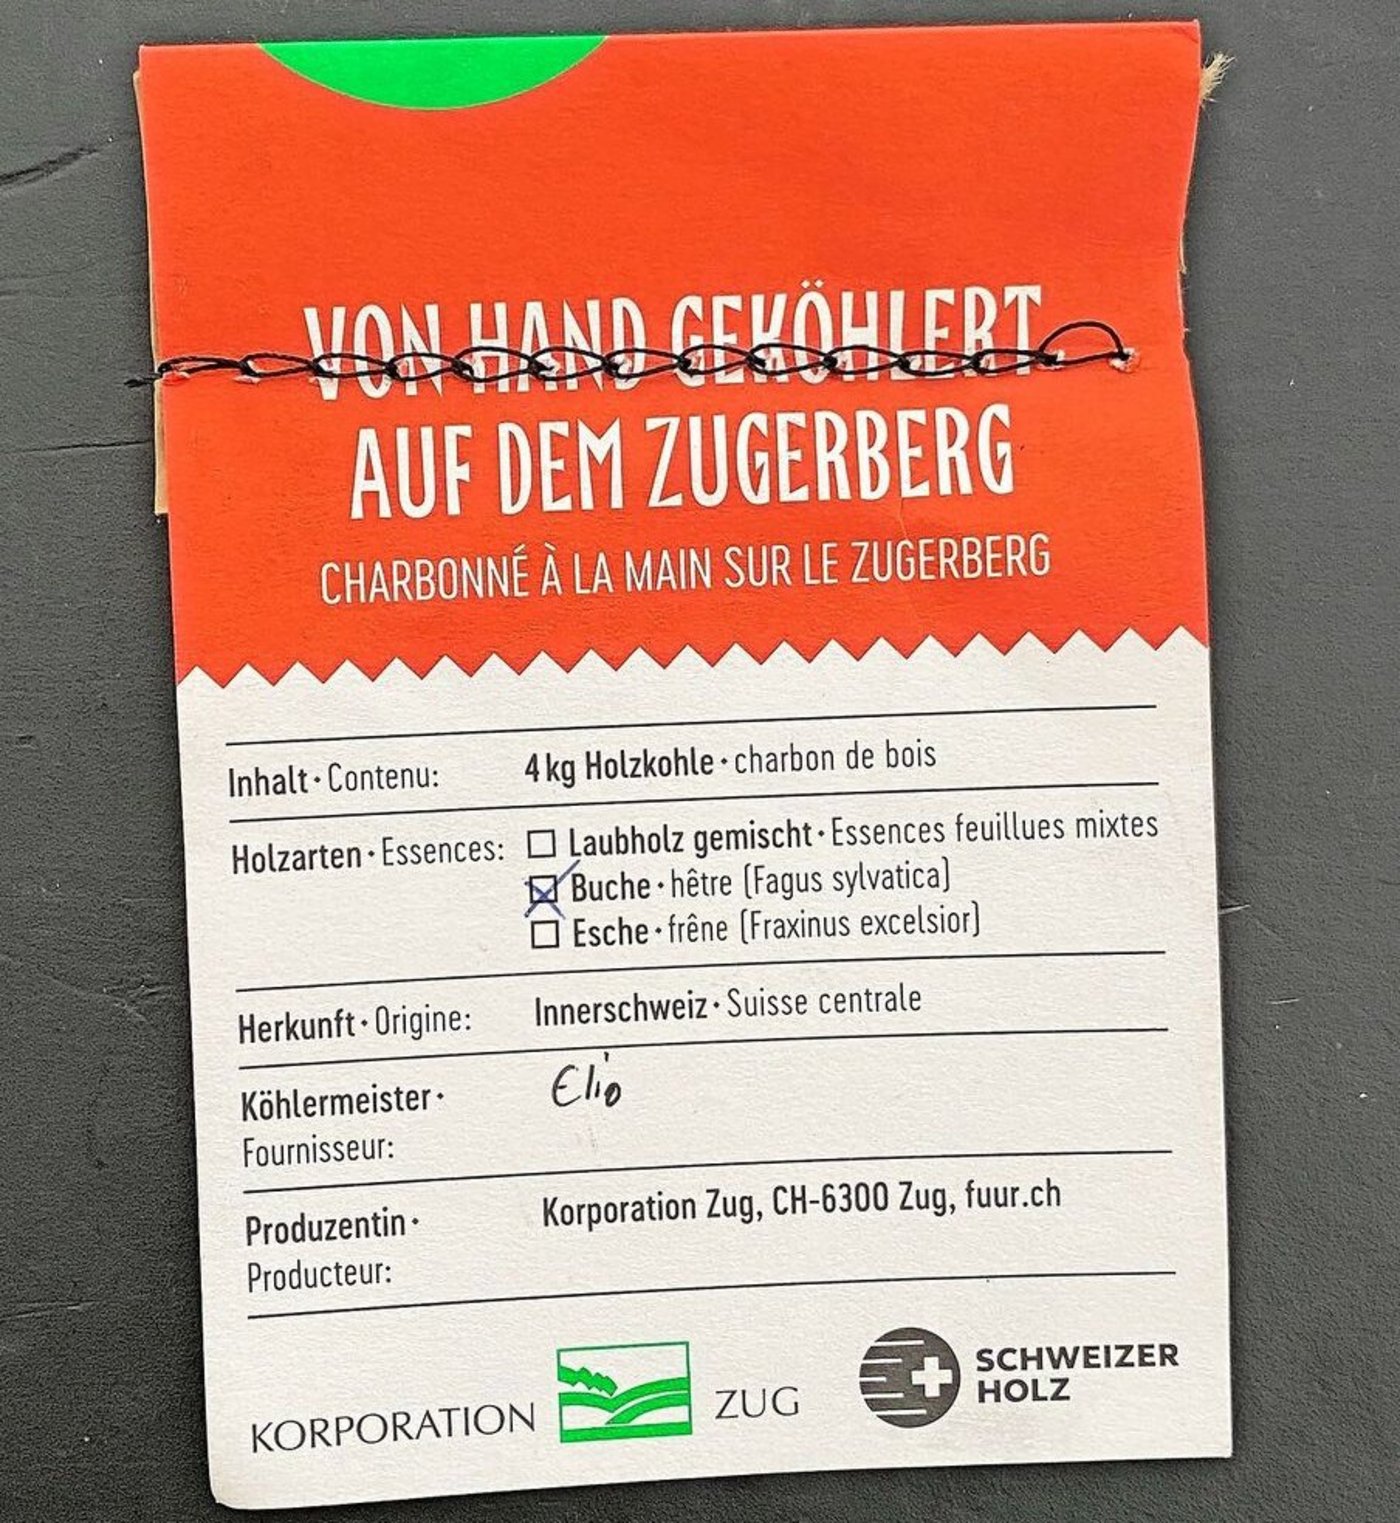 VON HAND GEKÖHLERT
AUF DEM ZUGERBERG
CHARBONNÉ À LA MAIN SUR LE ZUGERBERG
Inhalt · Contenu: 4 kg Holzkohle · charbon de bois
Holzarten · Essences: Laubholz gemischt · Essences feuillues mixtes
Buche · hêtre (Fagus sylvatica)
Esche · frêne (Fraxinus excelsior)
Herkunft · Origine: Innerschweiz · Suisse centrale
Köhlermeister · Elio
Fournisseur:
Produzentin · Korporation Zug, CH-6300 Zug, fuur.ch
Producteur:
KORPORATION ZUG
SCHWEIZER
HOLZ